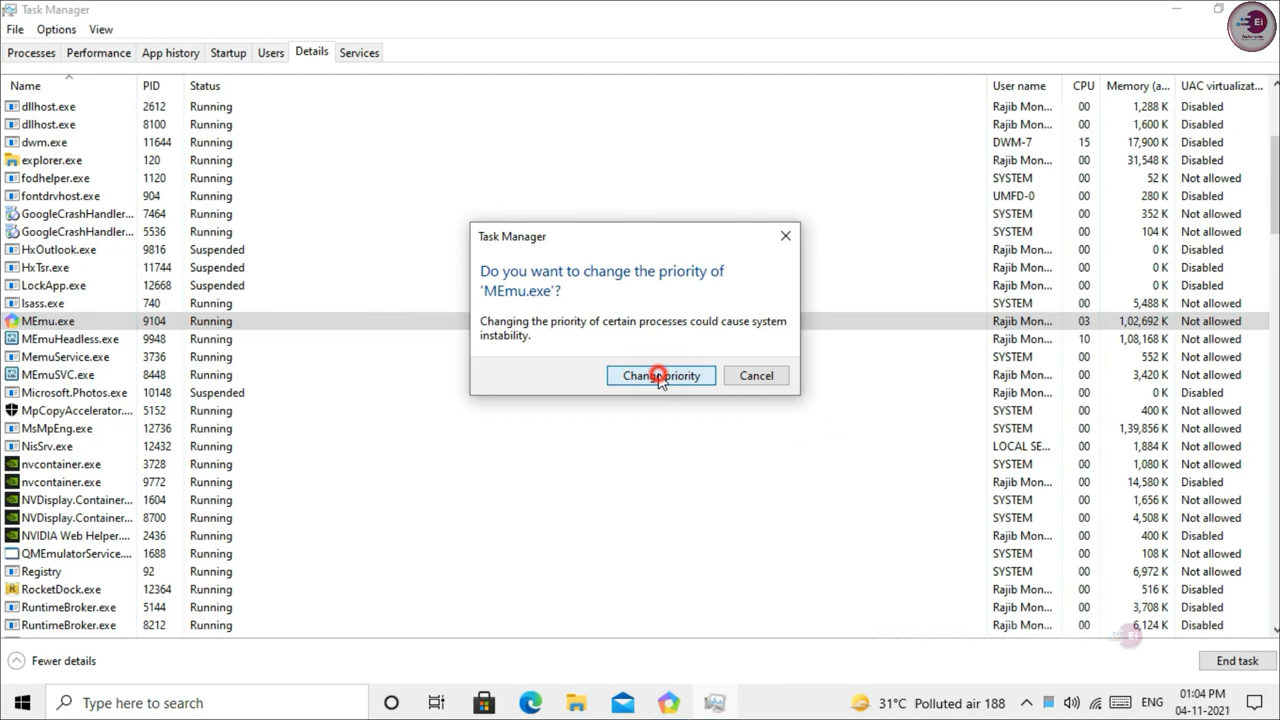 Task Manager
File Options View
Processes Performance App history Startup Users Details Services
Name PID Status User name CPU Memory (a... UAC virtualizat...
dllhost.exe 2612 Running Rajib Mon... 00 1,288 K Disabled
dllhost.exe 8100 Running Rajib Mon... 00 1,600 K Disabled
dwm.exe 11644 Running DWM-7 15 17,900 K Disabled
explorer.exe 120 Running Rajib Mon... 00 31,548 K Disabled
fodhelper.exe 1120 Running SYSTEM 00 52 K Not allowed
fontdrvhost.exe 904 Running UMFD-0 00 280 K Disabled
GoogleCrashHandler... 7464 Running SYSTEM 00 352 K Not allowed
GoogleCrashHandler... 5536 Running SYSTEM 00 104 K Not allowed
HxOutlook.exe 9816 Suspended Rajib Mon... 00 0 K Disabled
HxTsr.exe 11744 Suspended Rajib Mon... 00 0 K Disabled
LockApp.exe 12668 Suspended Rajib Mon... 00 0 K Disabled
lsass.exe 740 Running SYSTEM 00 5,488 K Not allowed
MEmu.exe 9104 Running Rajib Mon... 03 1,02,692 K Not allowed
MEmuHeadless.exe 9948 Running Rajib Mon... 10 1,08,168 K Not allowed
MemuService.exe 3736 Running SYSTEM 00 552 K Not allowed
MEmuSVC.exe 8448 Running Rajib Mon... 00 3,420 K Not allowed
Microsoft.Photos.exe 10148 Suspended Rajib Mon... 00 0 K Disabled
MpCopyAccelerator.... 5152 Running SYSTEM 00 400 K Not allowed
MsMpEng.exe 12736 Running SYSTEM 00 1,39,856 K Not allowed
NisSrv.exe 12432 Running LOCAL SE... 00 1,884 K Not allowed
nvcontainer.exe 3728 Running SYSTEM 00 1,080 K Not allowed
nvcontainer.exe 9772 Running Rajib Mon... 00 14,580 K Disabled
NVDisplay.Container... 1604 Running SYSTEM 00 1,656 K Not allowed
NVDisplay.Container... 8700 Running SYSTEM 00 4,508 K Not allowed
NVIDIA Web Helper.... 2436 Running Rajib Mon... 00 400 K Disabled
QMEmulatorService.... 1688 Running SYSTEM 00 108 K Not allowed
Registry 92 Running SYSTEM 00 6,972 K Not allowed
RocketDock.exe 12364 Running Rajib Mon... 00 516 K Disabled
RuntimeBroker.exe 5144 Running Rajib Mon... 00 3,708 K Disabled
RuntimeBroker.exe 8212 Running Rajib Mon... 00 6,124 K Disabled
Task Manager
Do you want to change the priority of
'MEmu.exe'?
Changing the priority of certain processes could cause system
instability.
Change priority Cancel
Fewer details End task
Type here to search 31°C Polluted air 188 ENG 01:04 PM
04-11-2021
Ei
Ei